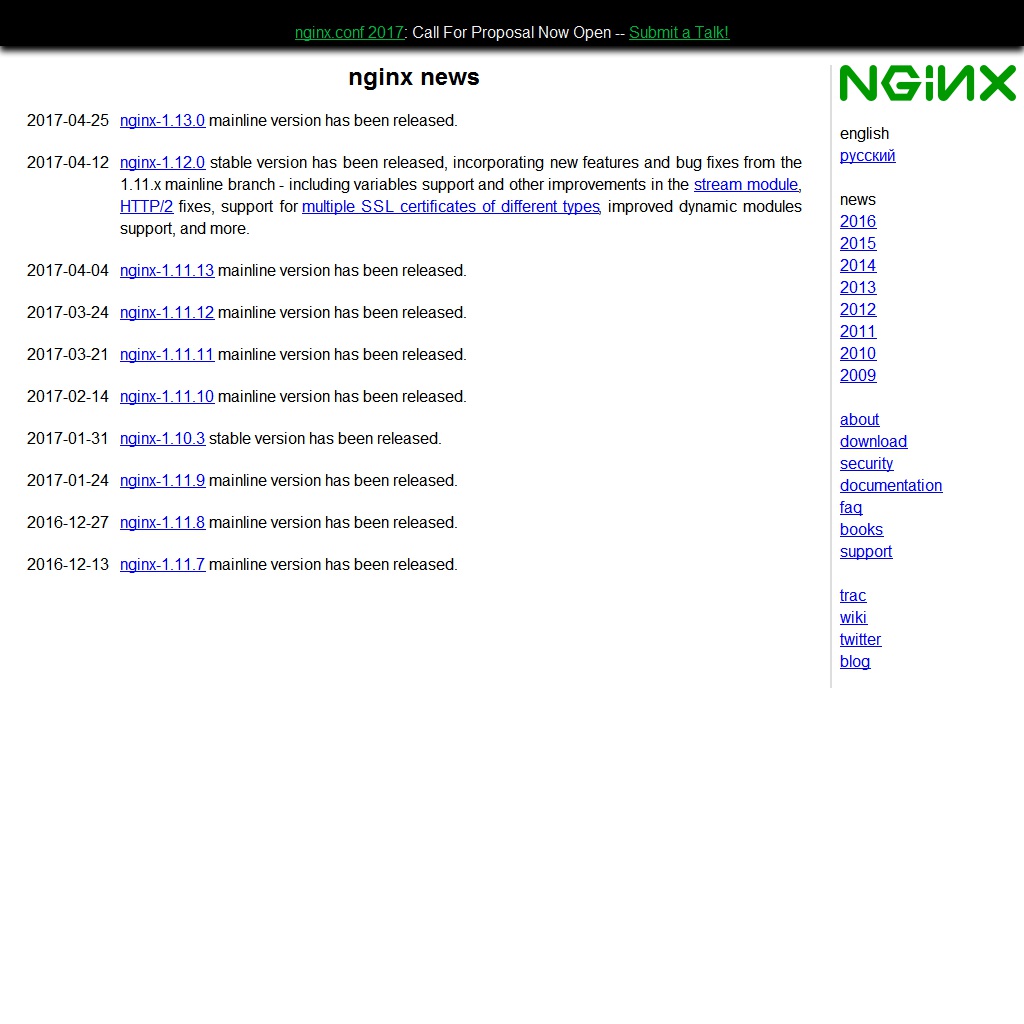 nginx.conf 2017: Call For Proposal Now Open -- Submit a Talk!
nginx news
2017-04-25 nginx-1.13.0 mainline version has been released.
2017-04-12 nginx-1.12.0 stable version has been released, incorporating new features and bug fixes from the
1.11.x mainline branch - including variables support and other improvements in the stream module,
HTTP/2 fixes, support for multiple SSL certificates of different types, improved dynamic modules
support, and more.
2017-04-04 nginx-1.11.13 mainline version has been released.
2017-03-24 nginx-1.11.12 mainline version has been released.
2017-03-21 nginx-1.11.11 mainline version has been released.
2017-02-14 nginx-1.11.10 mainline version has been released.
2017-01-31 nginx-1.10.3 stable version has been released.
2017-01-24 nginx-1.11.9 mainline version has been released.
2016-12-27 nginx-1.11.8 mainline version has been released.
2016-12-13 nginx-1.11.7 mainline version has been released.
NGiNX
english
русский
news
2016
2015
2014
2013
2012
2011
2010
2009
about
download
security
documentation
faq
books
support
trac
wiki
twitter
blog